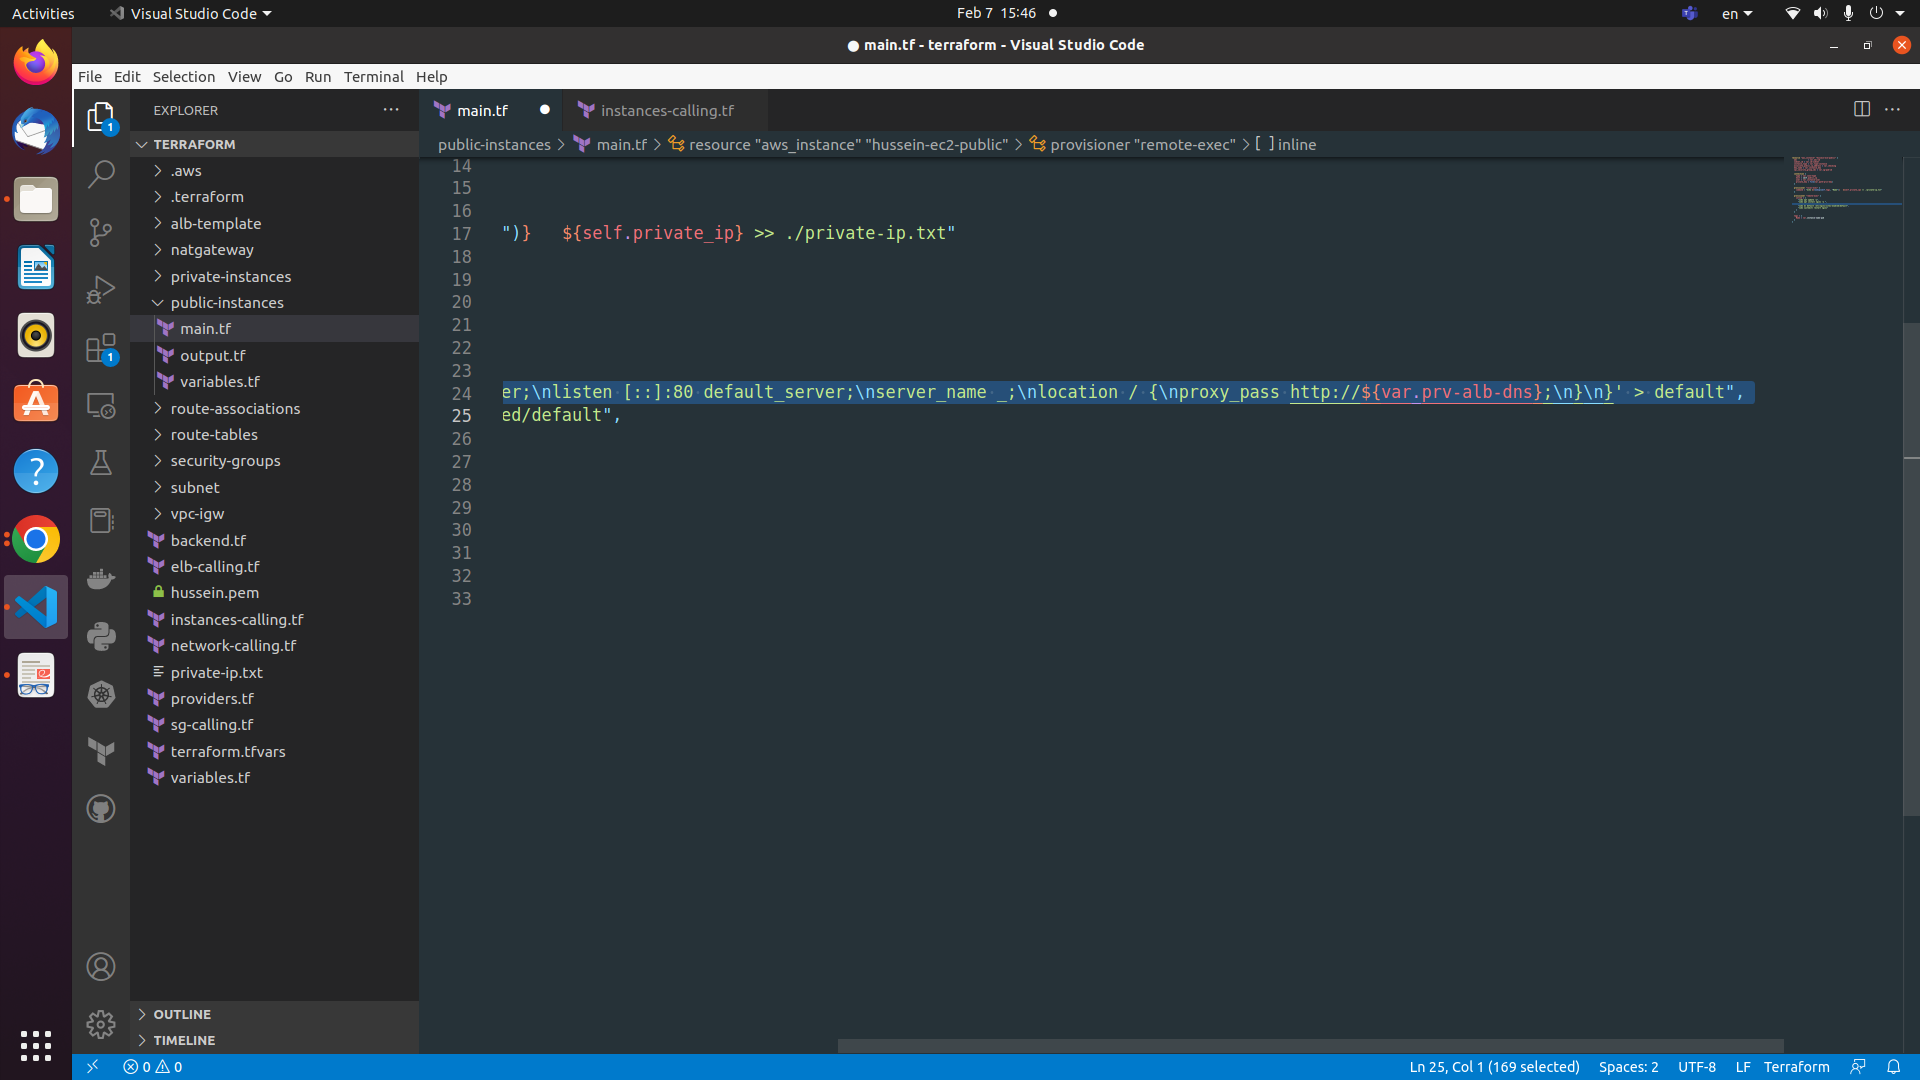 Activities
Visual Studio Code
Feb 7 15:46
en
● main.tf - terraform - Visual Studio Code
File Edit Selection View Go Run Terminal Help
EXPLORER
main.tf
instances-calling.tf
TERRAFORM
public-instances > main.tf > resource "aws_instance" "hussein-ec2-public" > provisioner "remote-exec" > [ ] inline
.aws
.terraform
alb-template
natgateway
private-instances
public-instances
main.tf
output.tf
variables.tf
route-associations
route-tables
security-groups
subnet
vpc-igw
backend.tf
elb-calling.tf
hussein.pem
instances-calling.tf
network-calling.tf
private-ip.txt
providers.tf
sg-calling.tf
terraform.tfvars
variables.tf
OUTLINE
TIMELINE
1
1
14
15
16
17 ")} ${self.private_ip} >> ./private-ip.txt"
18
19
20
21
22
23
24 er;\nlisten [::]:80 default_server;\nserver_name _;\nlocation / {\nproxy_pass http://${var.prv-alb-dns};\n}\n}' > default",
25 ed/default",
26
27
28
29
30
31
32
33
0 0
Ln 25, Col 1 (169 selected)
Spaces: 2
UTF-8
LF
Terraform